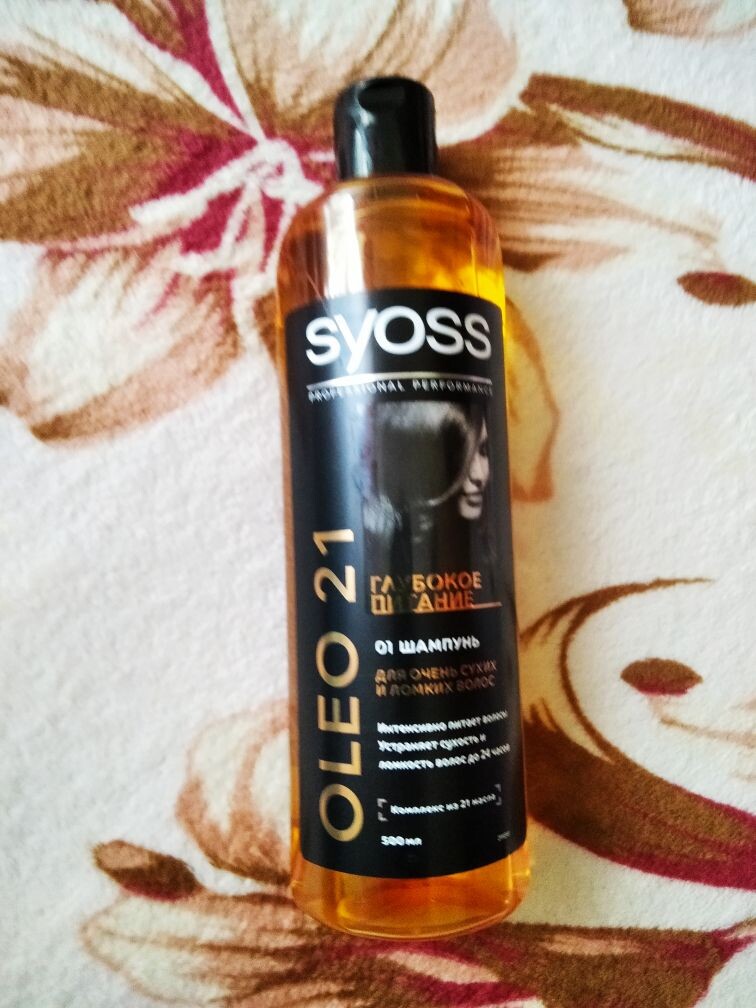 syoss
PROFESSIONAL PERFORMANCE
OLEO 21
ГЛУБОКОЕ
ПИТАНИЕ
01 ШАМПУНЬ
ДЛЯ ОЧЕНЬ СУХИХ
И ЛОМКИХ ВОЛОС
Интенсивно питает волосы
Устраняет сухость и
ломкость волос до 24 часов
Комплекс из 21 масла
500 мл